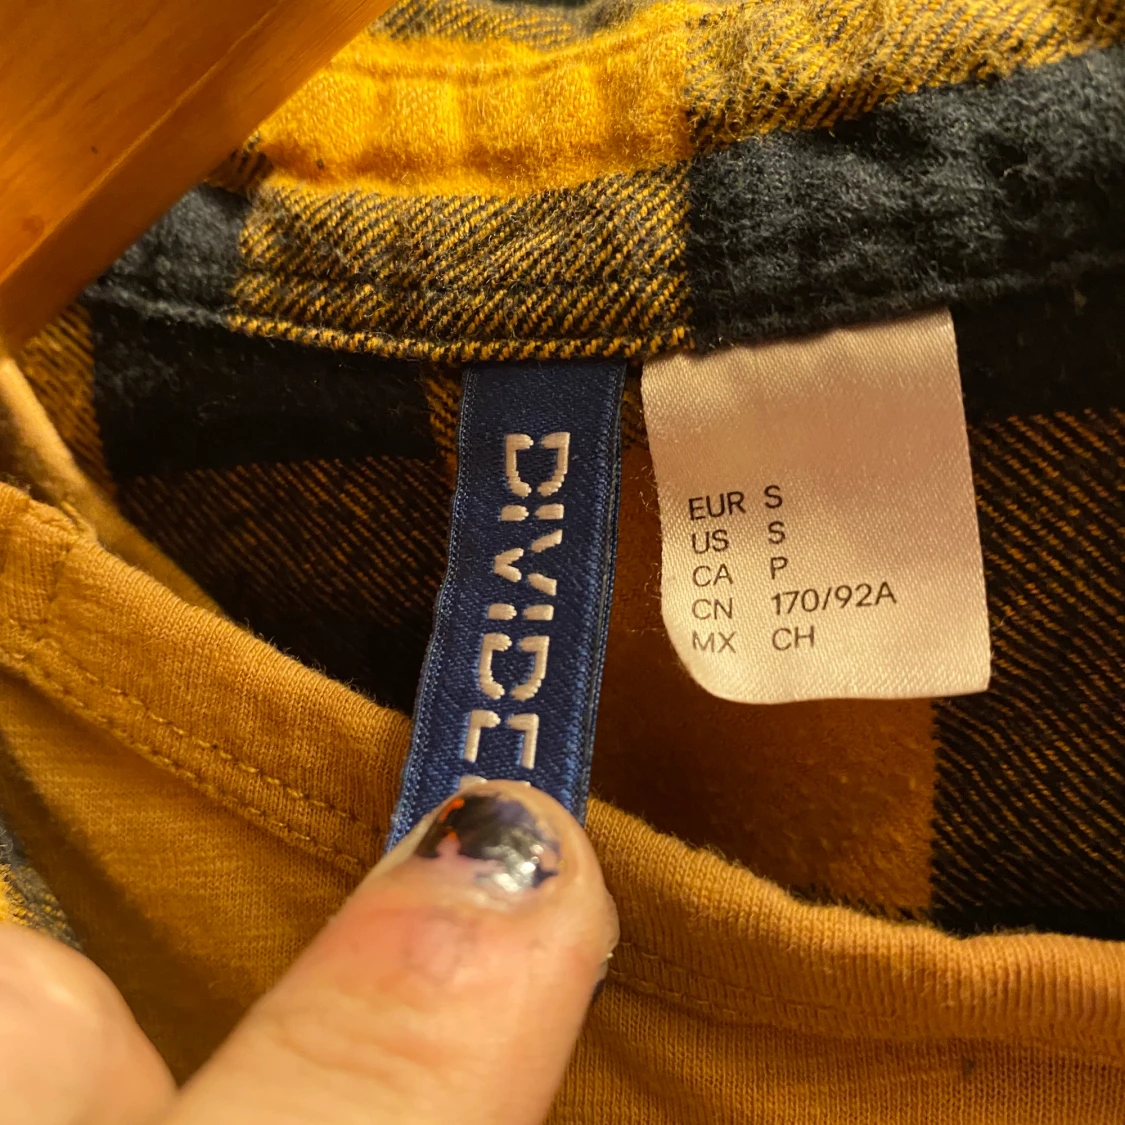 DIVIDE
EUR S
US S
CA P
CN 170/92A
MX CH